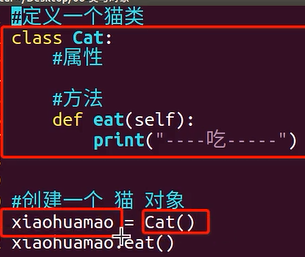 #定义一个猫类
class Cat:
#属性
#方法
def eat(self):
print("----吃-----")
#创建一个 猫 对象
xiaohuamao = Cat()
xiaohuamao.eat()